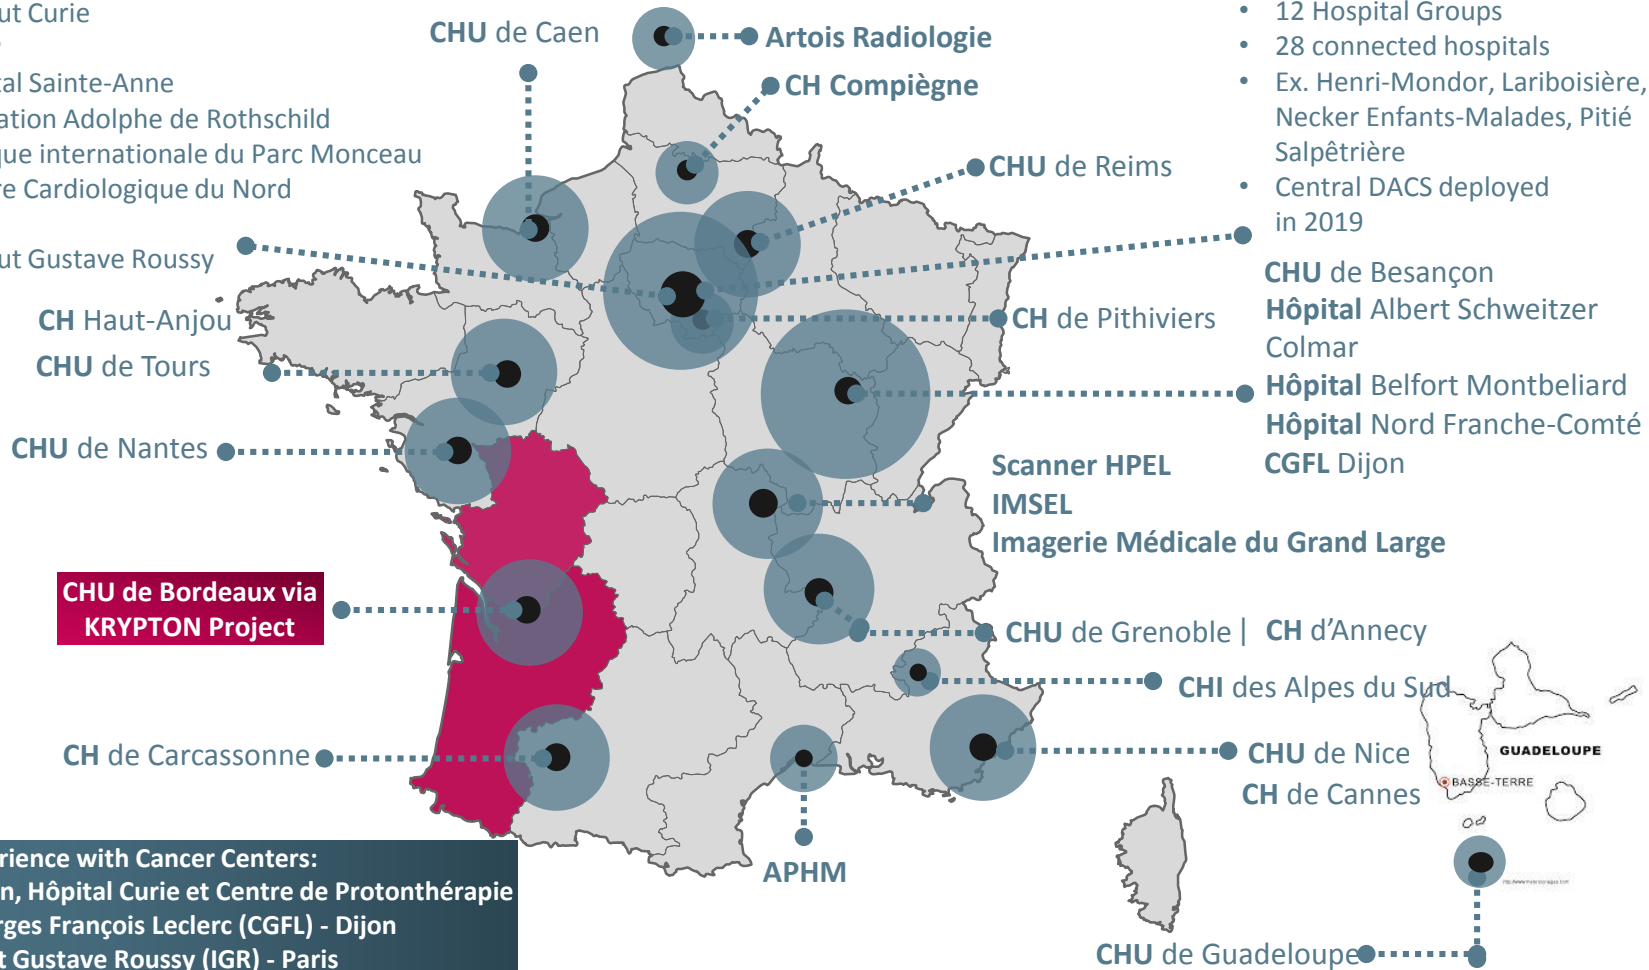 ut Curie
tal Sainte-Anne
ation Adolphe de Rothschild
que internationale du Parc Monceau
re Cardiologique du Nord
ut Gustave Roussy
CH Haut-Anjou
CHU de Tours
CHU de Nantes
CHU de Bordeaux via
KRYPTON Project
CH de Carcassonne
rience with Cancer Centers:
n, Hôpital Curie et Centre de Protonthérapie
rges François Leclerc (CGFL) - Dijon
t Gustave Roussy (IGR) - Paris
CHU de Caen
Artois Radiologie
CH Compiègne
CHU de Reims
• 12 Hospital Groups
• 28 connected hospitals
• Ex. Henri-Mondor, Lariboisière,
Necker Enfants-Malades, Pitié
Salpêtrière
• Central DACS deployed
in 2019
CH de Pithiviers
CHU de Besançon
Hôpital Albert Schweitzer
Colmar
Hôpital Belfort Montbeliard
Hôpital Nord Franche-Comté
CGFL Dijon
Scanner HPEL
IMSEL
Imagerie Médicale du Grand Large
CHU de Grenoble | CH d'Annecy
CHI des Alpes du Sud
CHU de Nice
CH de Cannes
APHM
GUADELOUPE
BASSE-TERRE
CHU de Guadeloupe